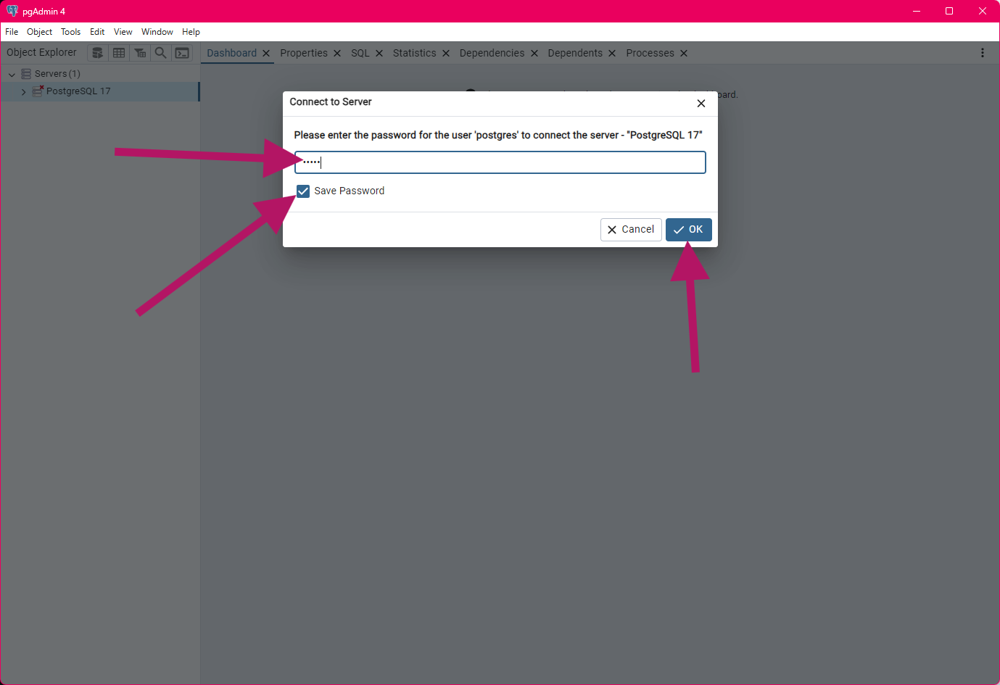 pgAdmin 4
File Object Tools Edit View Window Help
Object Explorer
Dashboard Properties SQL Statistics Dependencies Dependents Processes
Servers (1)
PostgreSQL 17
Connect to Server
Please enter the password for the user 'postgres' to connect the server - "PostgreSQL 17"
•••••
Save Password
Cancel OK